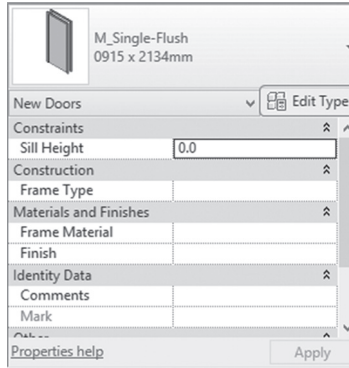 M_Single-Flush
0915 x 2134mm
New Doors
Edit Type
Constraints
Sill Height 0.0
Construction
Frame Type
Materials and Finishes
Frame Material
Finish
Identity Data
Comments
Mark
Other
Properties help Apply